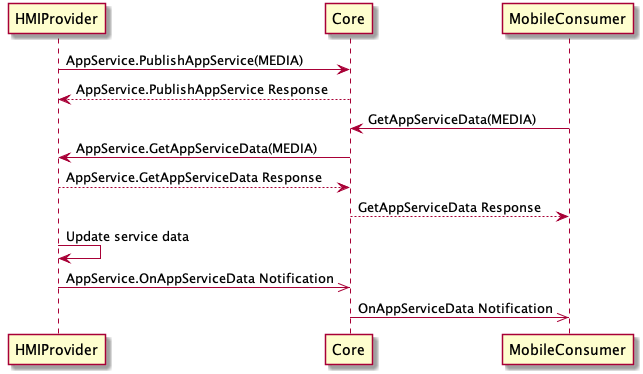 HMIProvider
Core
MobileConsumer
AppService.PublishAppService(MEDIA)
AppService.PublishAppService Response
GetAppServiceData(MEDIA)
AppService.GetAppServiceData(MEDIA)
AppService.GetAppServiceData Response
GetAppServiceData Response
Update service data
AppService.OnAppServiceData Notification
OnAppServiceData Notification
HMIProvider
Core
MobileConsumer